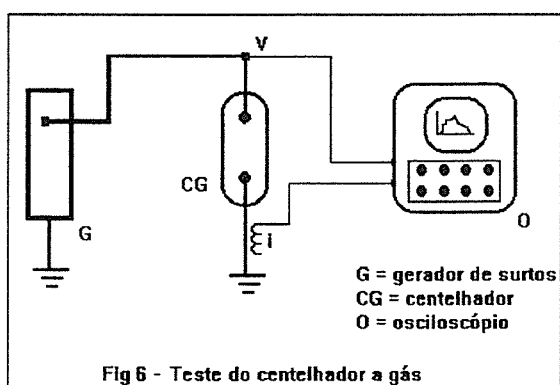 V
CG
i
G
O
G = gerador de surtos
CG = centelhador
O = osciloscópio
Fig 6 - Teste do centelhador a gás